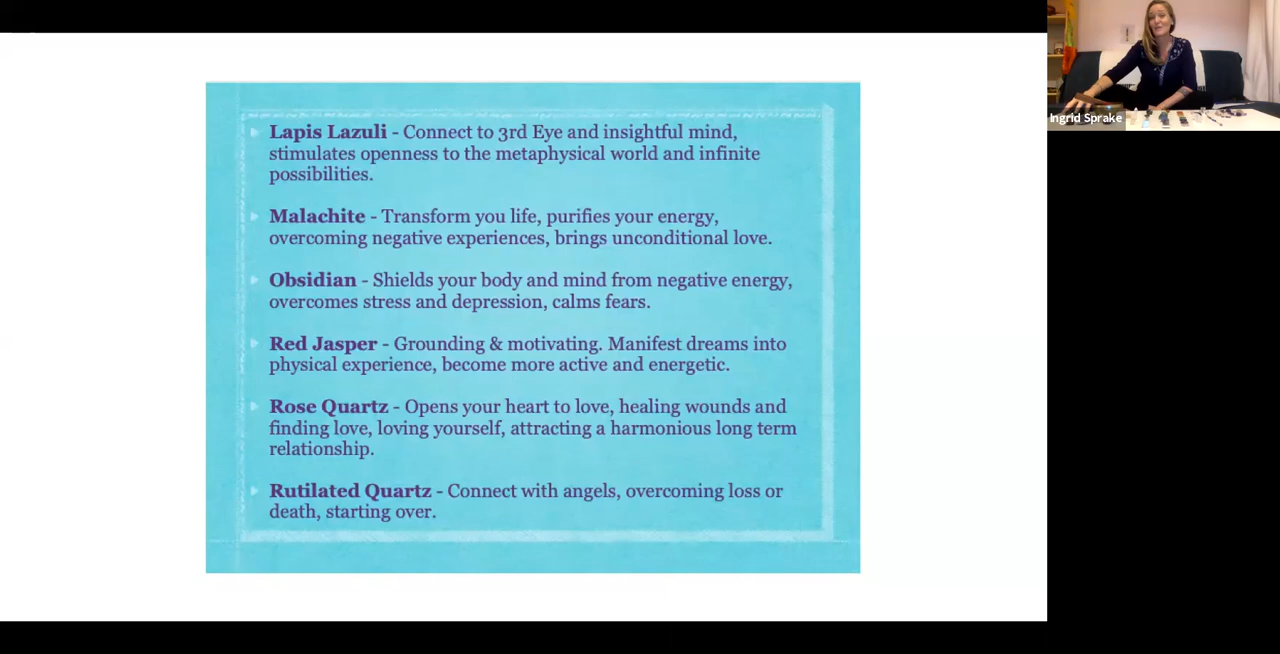 Lapis Lazuli - Connect to 3rd Eye and insightful mind,
stimulates openness to the metaphysical world and infinite
possibilities.
Malachite - Transform you life, purifies your energy,
overcoming negative experiences, brings unconditional love.
Obsidian - Shields your body and mind from negative energy,
overcomes stress and depression, calms fears.
Red Jasper - Grounding & motivating. Manifest dreams into
physical experience, become more active and energetic.
Rose Quartz - Opens your heart to love, healing wounds and
finding love, loving yourself, attracting a harmonious long term
relationship.
Rutilated Quartz - Connect with angels, overcoming loss or
death, starting over.
Ingrid Sprake